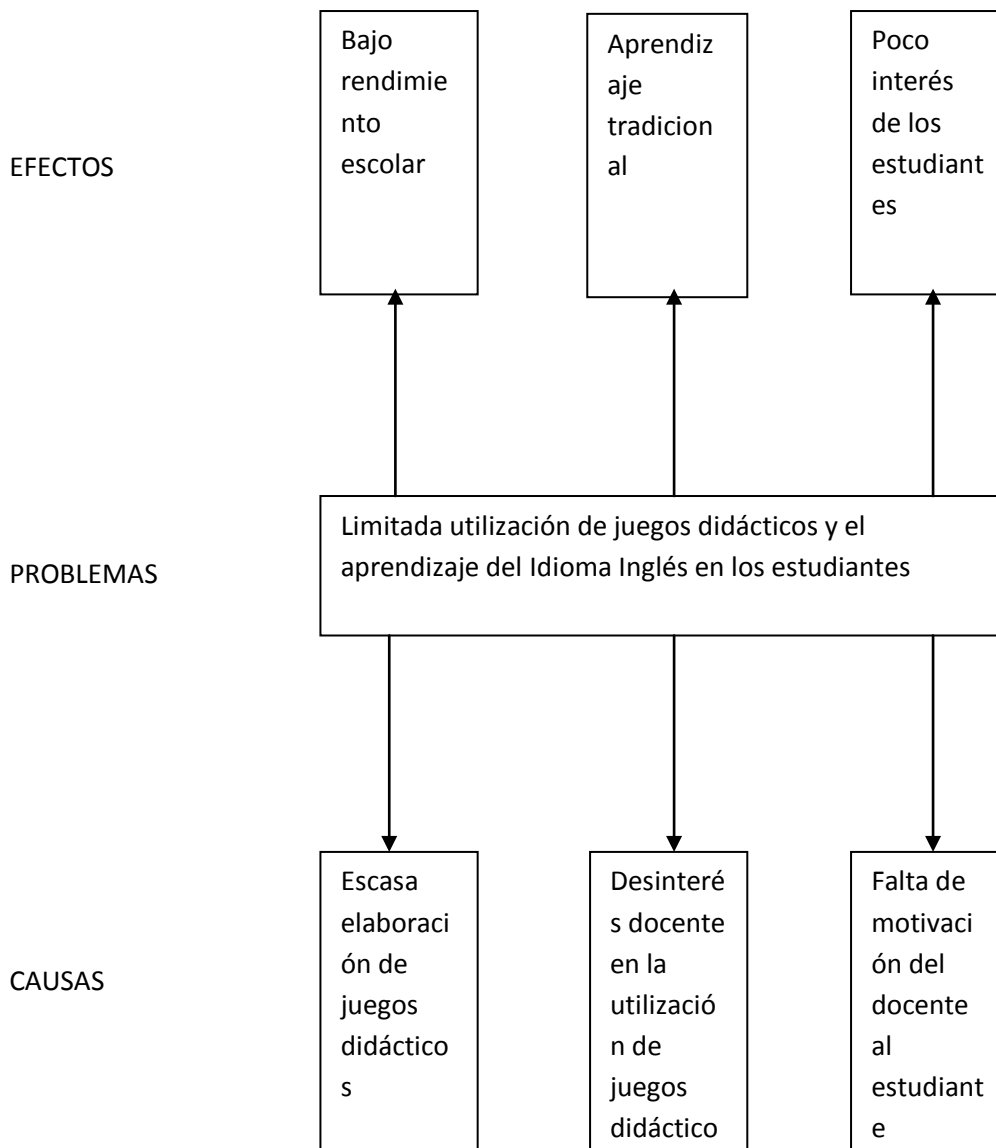 Bajo
rendimie
nto
escolar
Aprendiz
aje
tradicion
al
Poco
interés
de los
estudiant
es
EFECTOS
Limitada utilización de juegos didácticos y el
aprendizaje del Idioma Inglés en los estudiantes
PROBLEMAS
Escasa
elaboraci
ón de
juegos
didáctico
s
Desinteré
s docente
en la
utilizació
n de
juegos
didáctico
Falta de
motivaci
ón del
docente
al
estudiant
e
CAUSAS